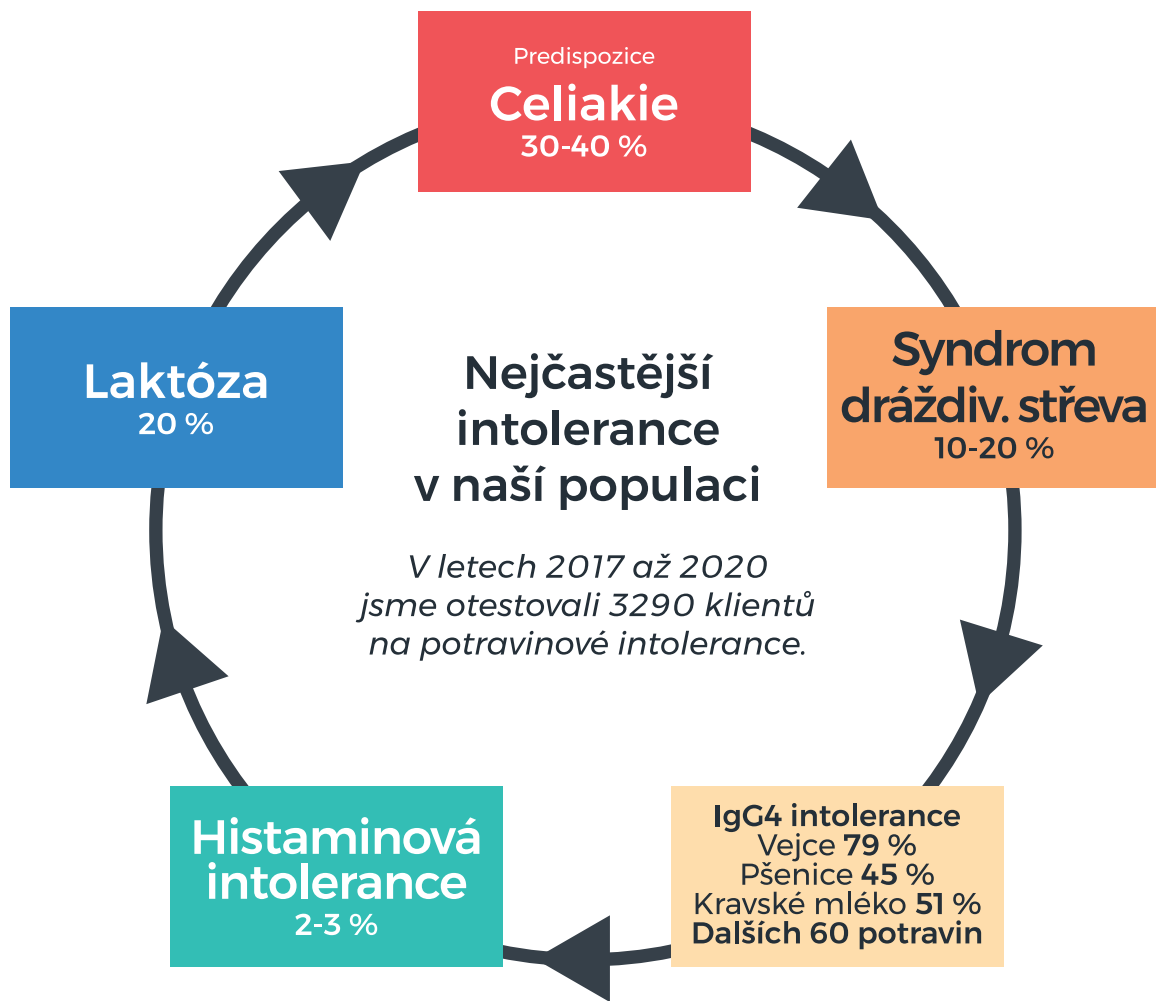 Predispozice
Celiakie
30-40 %
Laktóza
20 %
Nejčastější
intolerance
v naší populaci
V letech 2017 až 2020
jsme otestovali 3290 klientů
na potravinové intolerance.
Syndrom
dráždiv. střeva
10-20 %
Histaminová
intolerance
2-3 %
IgG4 intolerance
Vejce 79 %
Pšenice 45 %
Kravské mléko 51 %
Dalších 60 potravin